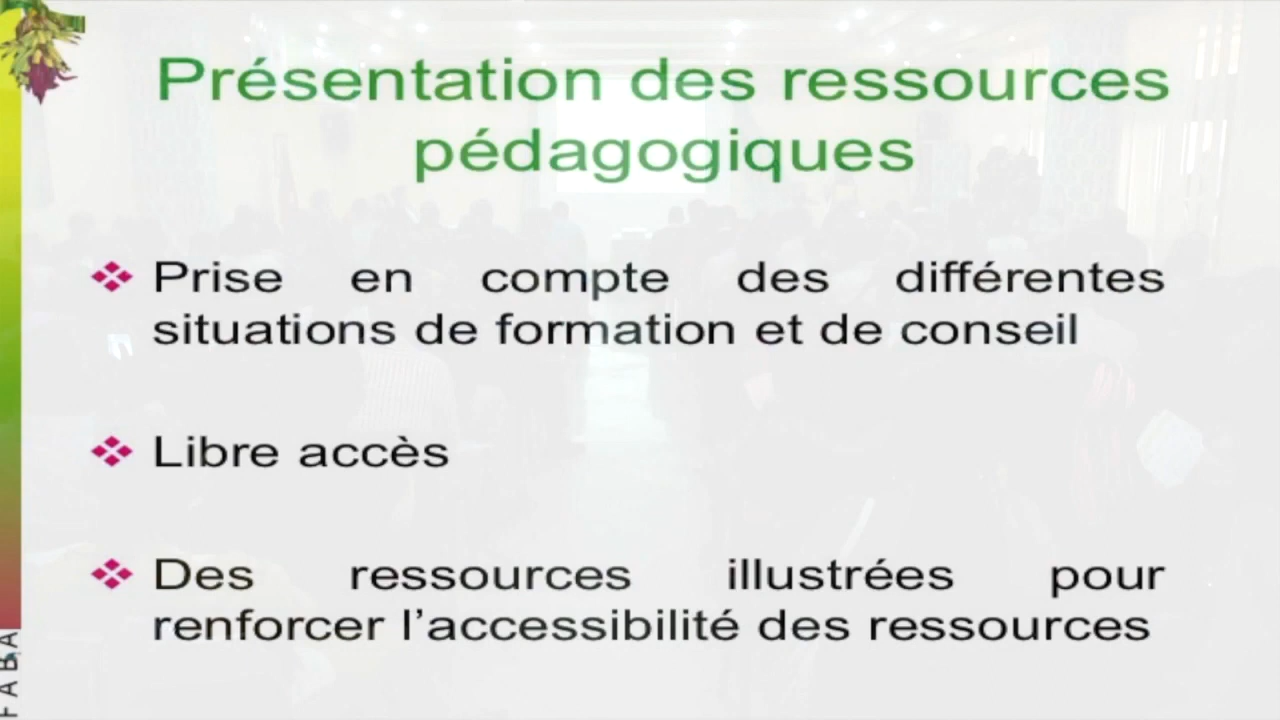 Présentation des ressources
pédagogiques
Prise en compte des différentes
situations de formation et de conseil
Libre accès
Des ressources illustrées pour
renforcer l’accessibilité des ressources
FABA